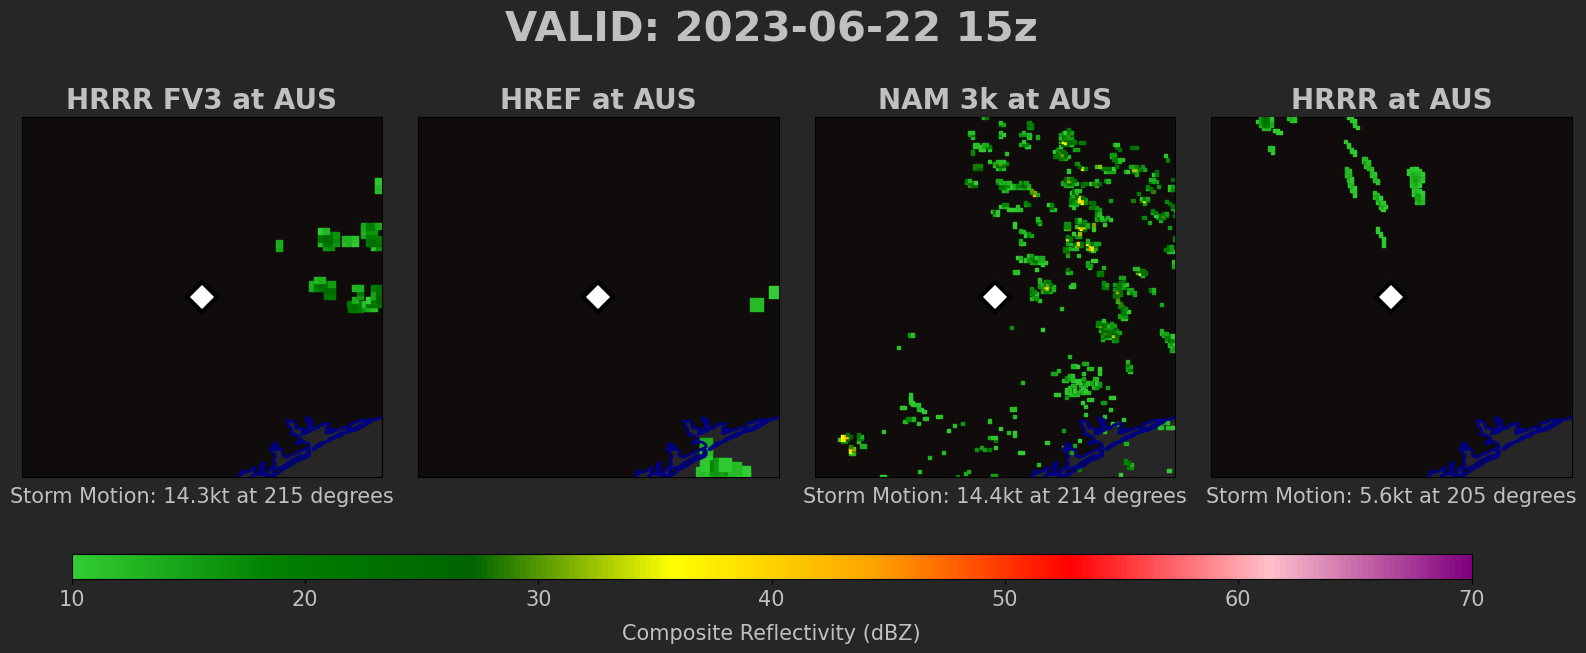 VALID: 2023-06-22 15z
HRRR FV3 at AUS
HREF at AUS
NAM 3k at AUS
HRRR at AUS
Storm Motion: 14.3kt at 215 degrees
Storm Motion: 14.4kt at 214 degrees
Storm Motion: 5.6kt at 205 degrees
10 20 30 40 50 60 70
Composite Reflectivity (dBZ)